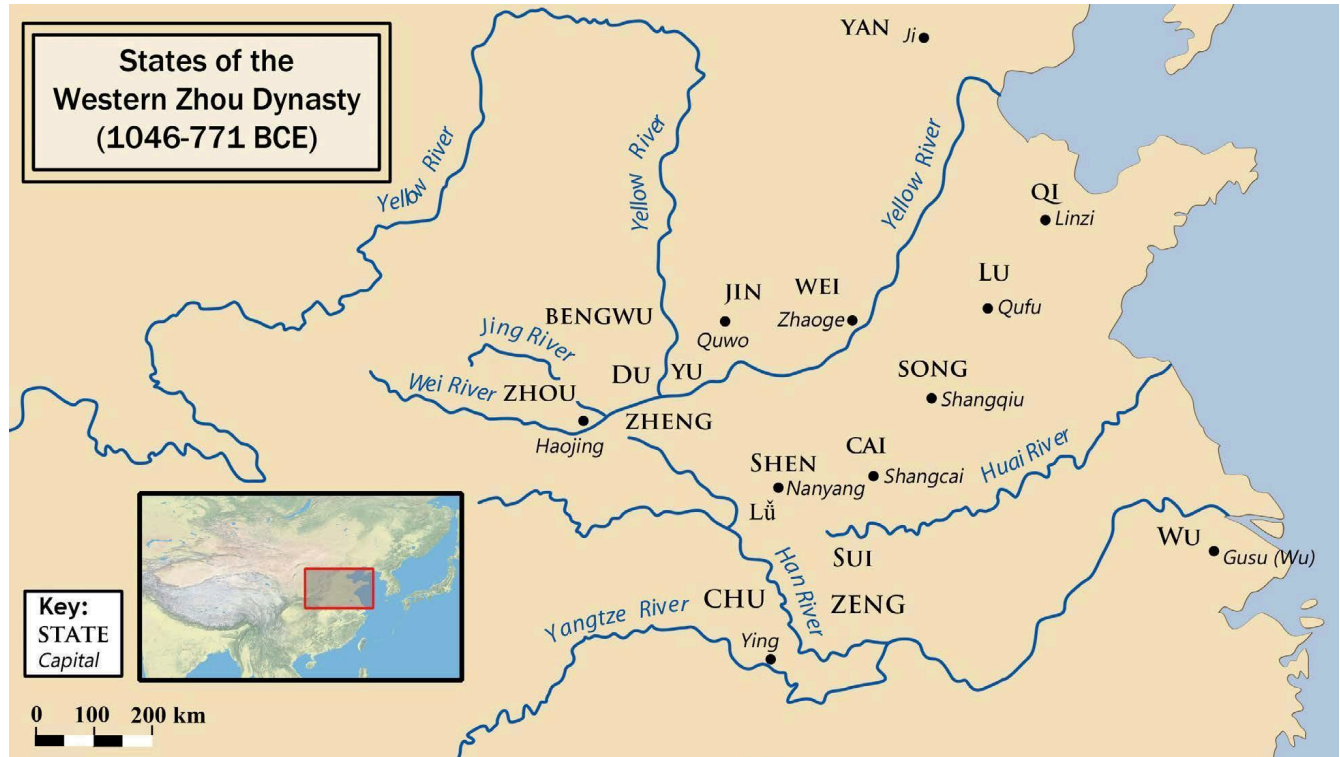 States of the
Western Zhou Dynasty
(1046-771 BCE)
YAN
Ji
Yellow River
Yellow River
Yellow River
QI
Linzi
LU
Qufu
JIN
Quwo
WEI
Zhaoge
BENGWU
Jing River
DU
YU
Wei River
ZHOU
Haojing
ZHENG
SONG
Shangqiu
CAI
Shangcai
SHEN
Nanyang
Lǚ
Huai River
WU
Gusu (Wu)
SUI
Han River
CHU
ZENG
Yangtze River
Ying
Key:
STATE
Capital
0 100 200 km